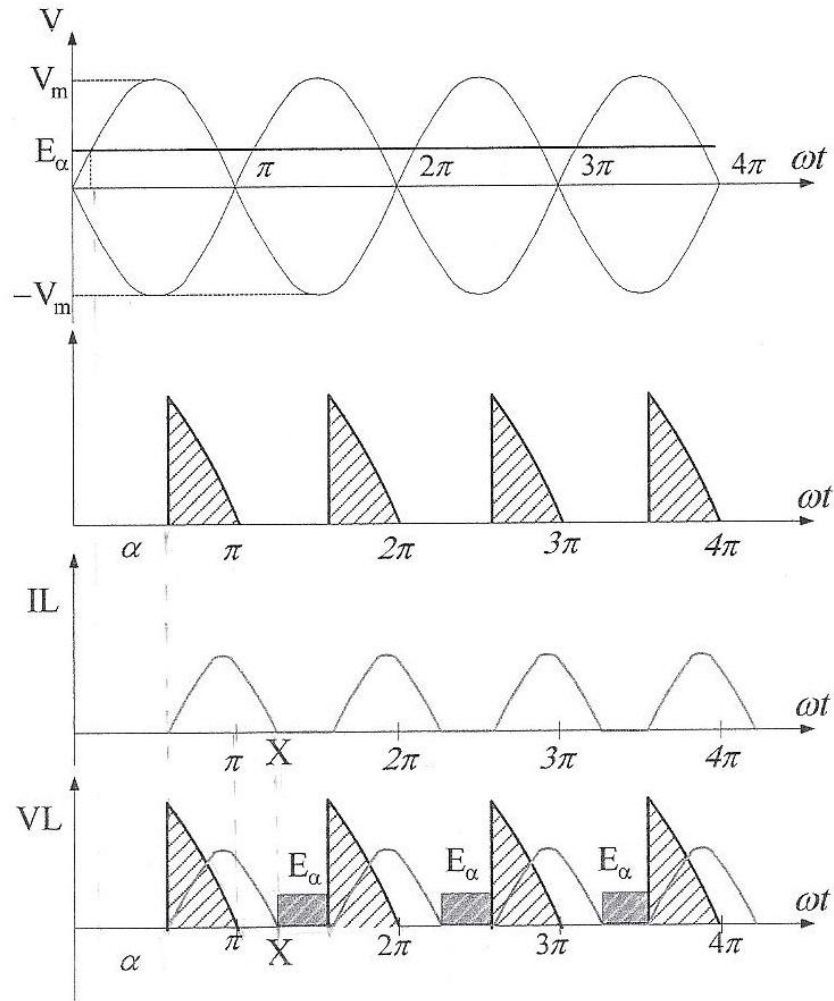 V
V_m
E_α
π 2π 3π 4π ωt
−V_m
ωt
α π 2π 3π 4π
IL
ωt
π X 2π 3π 4π
VL
E_α E_α E_α
ωt
α π X 2π 3π 4π